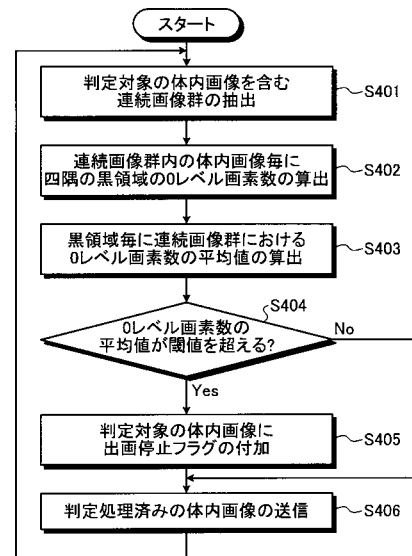 スタート
判定対象の体内画像を含む
連続画像群の抽出
S401
連続画像群内の体内画像毎に
四隅の黒領域の0レベル画素数の算出
S402
黒領域毎に連続画像群における
0レベル画素数の平均値の算出
S403
S404
0レベル画素数の
平均値が閾値を超える?
No
Yes
判定対象の体内画像に
出画停止フラグの付加
S405
判定処理済みの体内画像の送信
S406